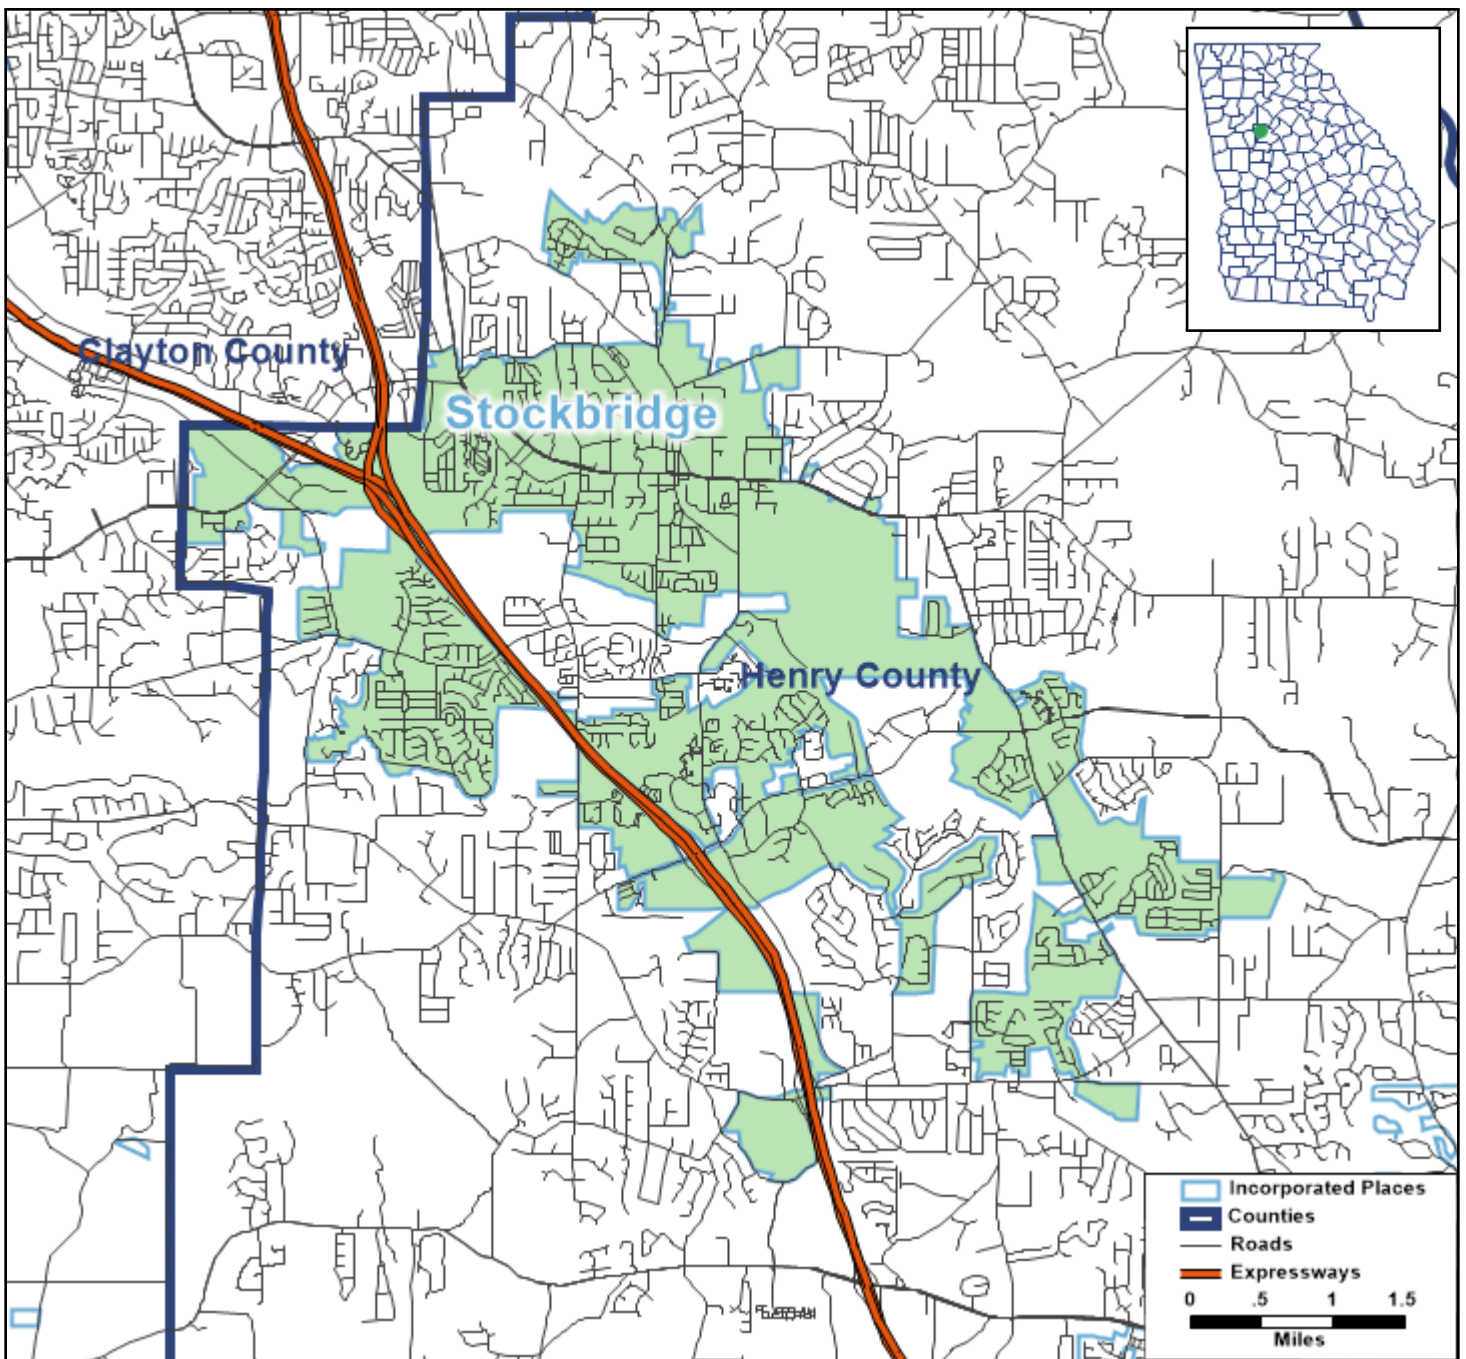 Clayton County
Stockbridge
Henry County
Incorporated Places
Counties
Roads
Expressways
0 .5 1 1.5
Miles